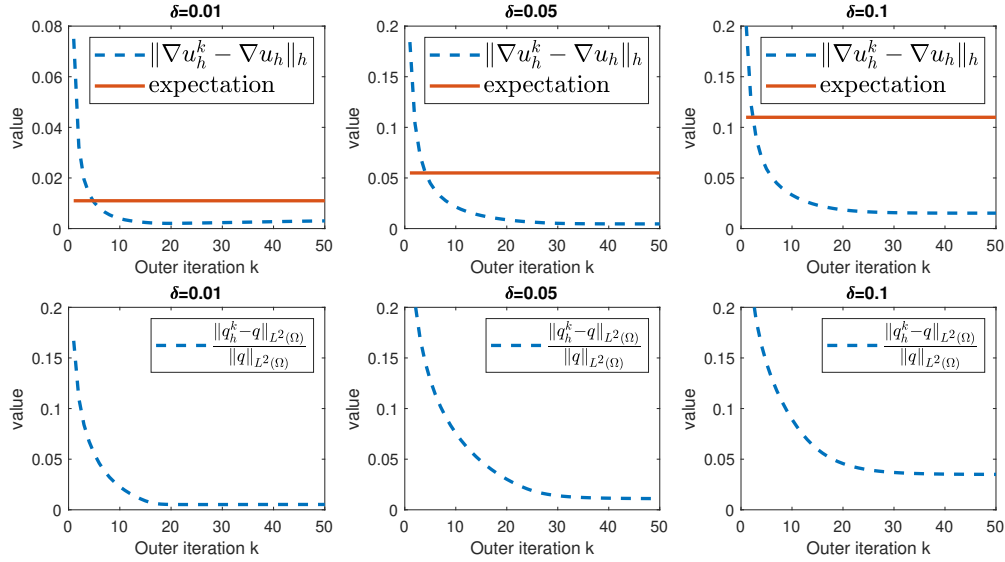 δ=0.01
0.08
0.06
0.04
0.02
0
value
0 10 20 30 40 50
Outer iteration k
‖∇u_h^k − ∇u_h‖_h
expectation
δ=0.05
0.2
0.15
0.1
0.05
0
value
0 10 20 30 40 50
Outer iteration k
‖∇u_h^k − ∇u_h‖_h
expectation
δ=0.1
0.2
0.15
0.1
0.05
0
value
0 10 20 30 40 50
Outer iteration k
‖∇u_h^k − ∇u_h‖_h
expectation
δ=0.01
0.2
0.15
0.1
0.05
0
value
0 10 20 30 40 50
Outer iteration k
‖q_h^k−q‖_{L²(Ω)}
‖q‖_{L²(Ω)}
δ=0.05
0.2
0.15
0.1
0.05
0
value
0 10 20 30 40 50
Outer iteration k
‖q_h^k−q‖_{L²(Ω)}
‖q‖_{L²(Ω)}
δ=0.1
0.2
0.15
0.1
0.05
0
value
0 10 20 30 40 50
Outer iteration k
‖q_h^k−q‖_{L²(Ω)}
‖q‖_{L²(Ω)}